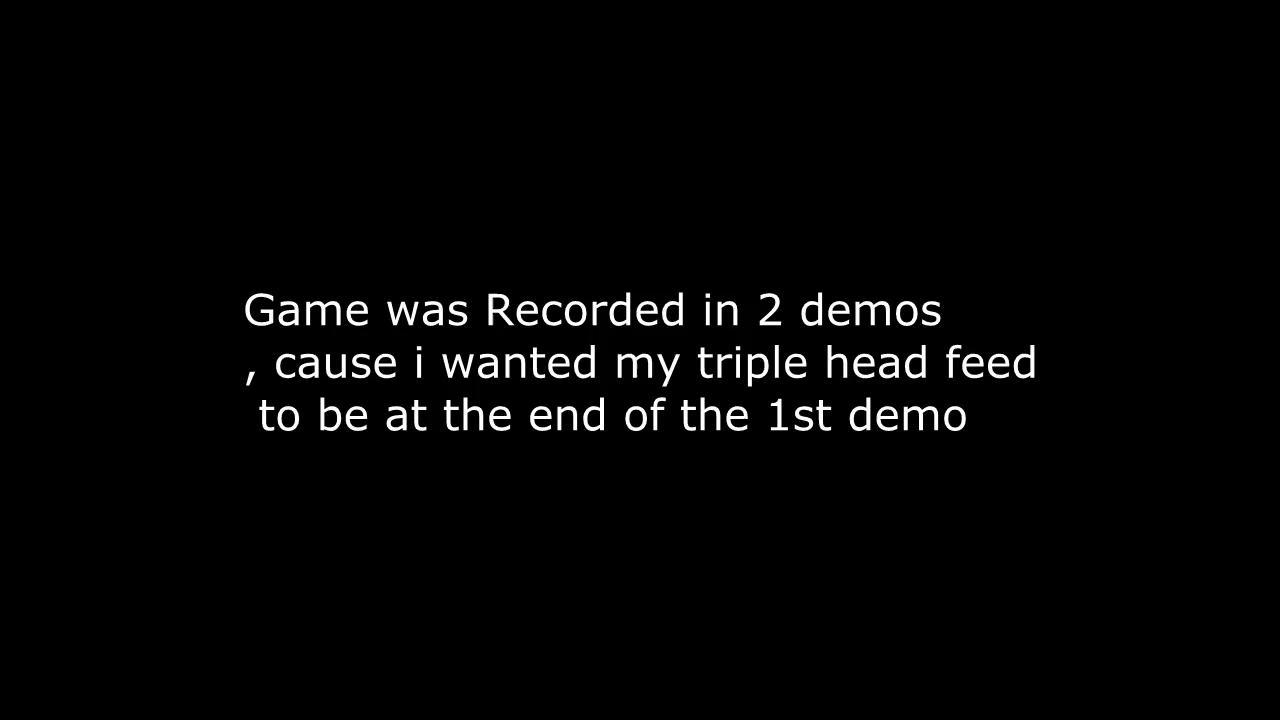 Game was Recorded in 2 demos
, cause i wanted my triple head feed
to be at the end of the 1st demo